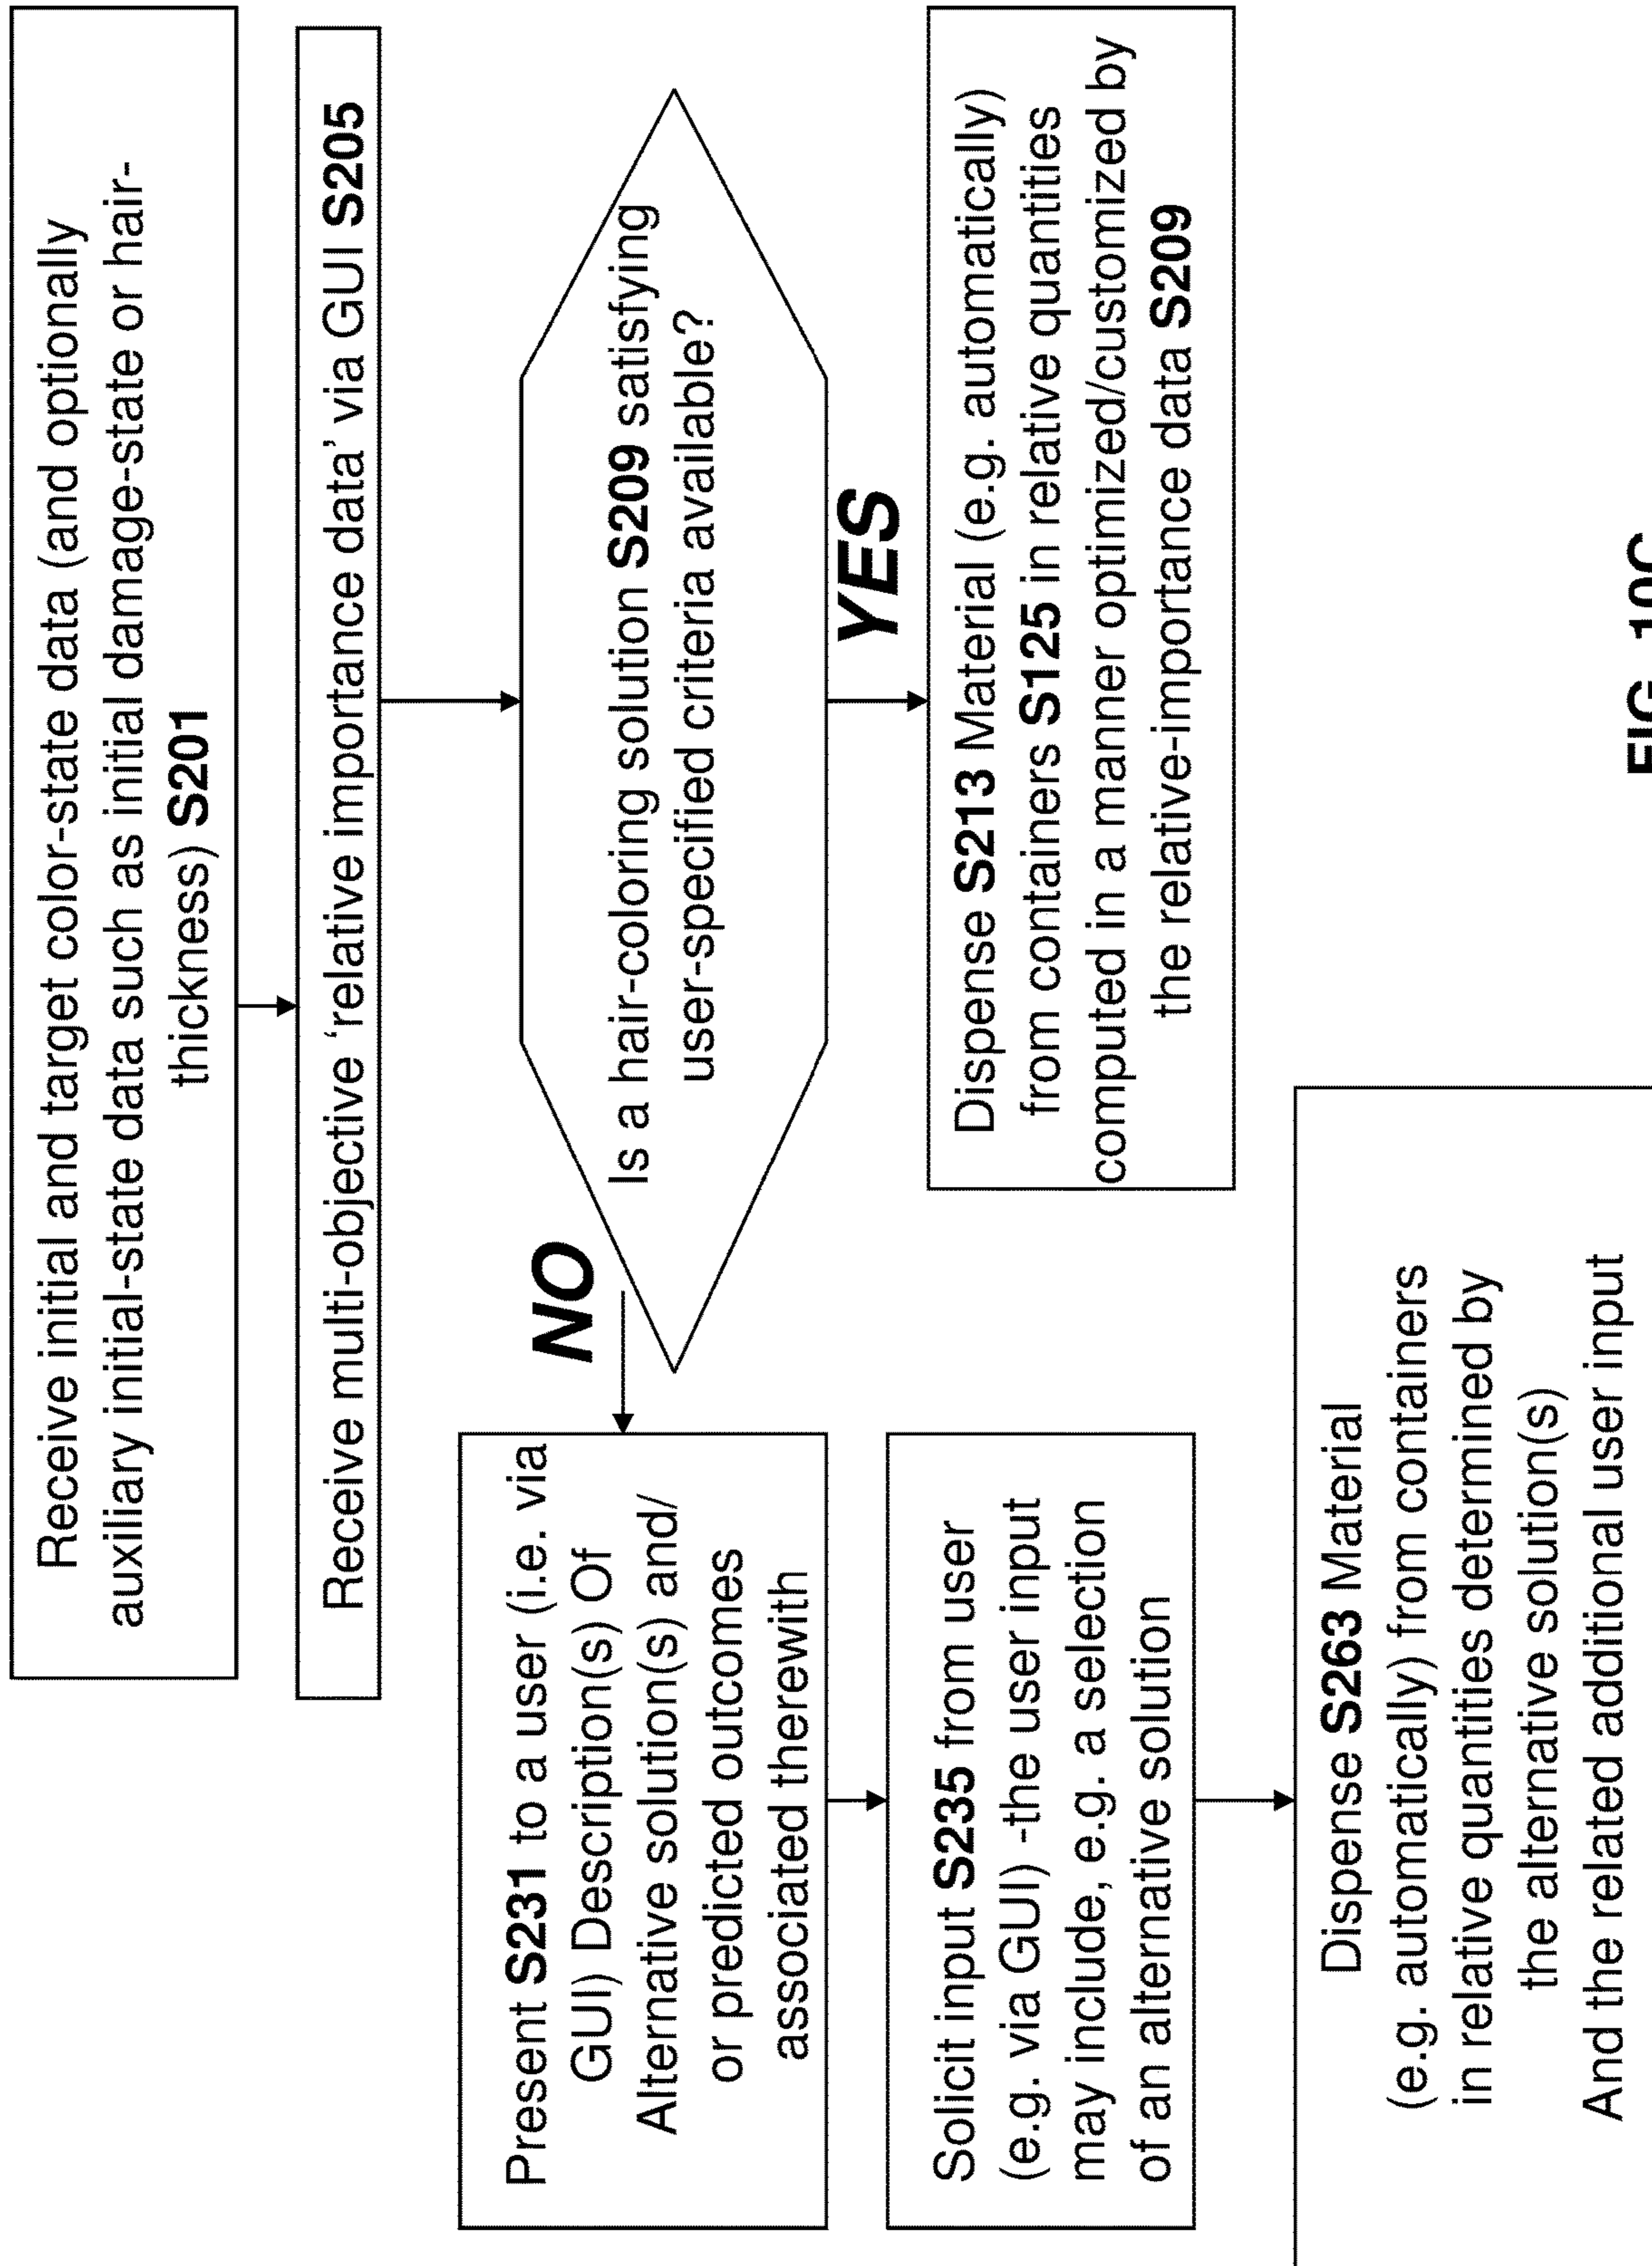 Receive initial and target color-state data (and optionally
auxiliary initial-state data such as initial damage-state or hair-
thickness) S201
Receive multi-objective ‘relative importance data’ via GUI S205
Is a hair-coloring solution S209 satisfying
user-specified criteria available?
NO
YES
Present S231 to a user (i.e. via
GUI) Description(s) Of
Alternative solution(s) and/
or predicted outcomes
associated therewith
Dispense S213 Material (e.g. automatically)
from containers S125 in relative quantities
computed in a manner optimized/customized by
the relative-importance data S209
Solicit input S235 from user
(e.g. via GUI) -the user input
may include, e.g. a selection
of an alternative solution
Dispense S263 Material
(e.g. automatically) from containers
in relative quantities determined by
the alternative solution(s)
And the related additional user input
FIG. 10C